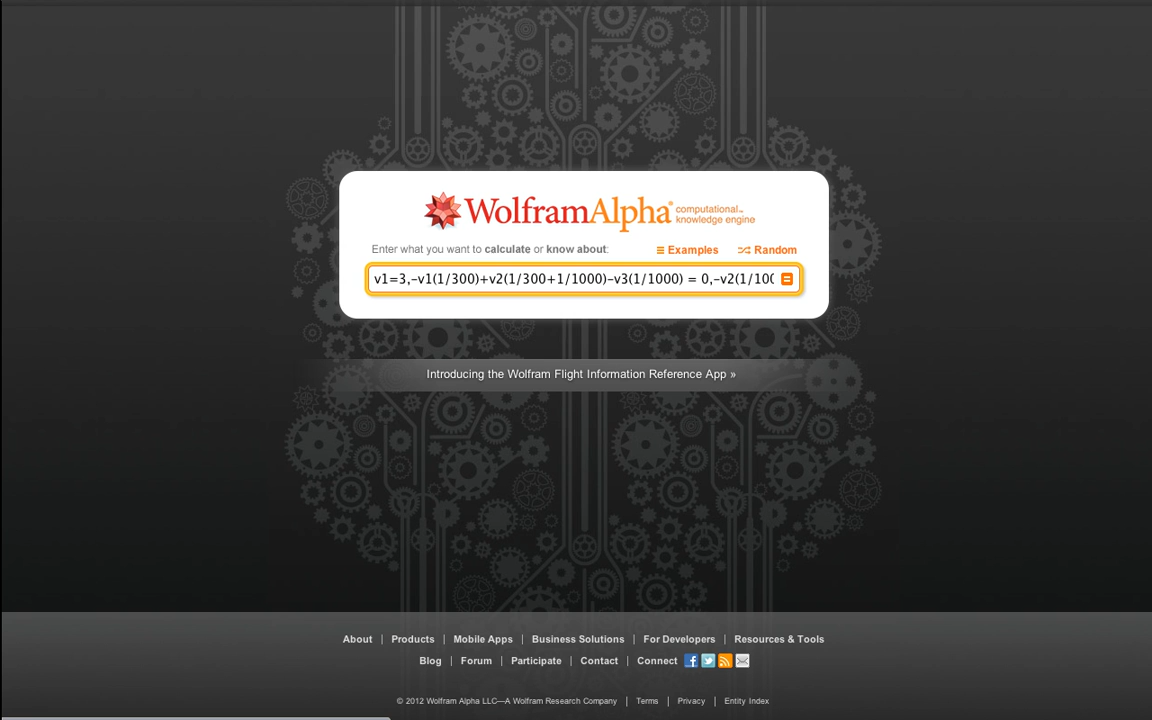 WolframAlpha® computational™ knowledge engine
Enter what you want to calculate or know about: Examples Random
v1=3,-v1(1/300)+v2(1/300+1/1000)-v3(1/1000) = 0,-v2(1/100
Introducing the Wolfram Flight Information Reference App »
About | Products | Mobile Apps | Business Solutions | For Developers | Resources & Tools
Blog | Forum | Participate | Contact | Connect
© 2012 Wolfram Alpha LLC—A Wolfram Research Company | Terms | Privacy | Entity Index